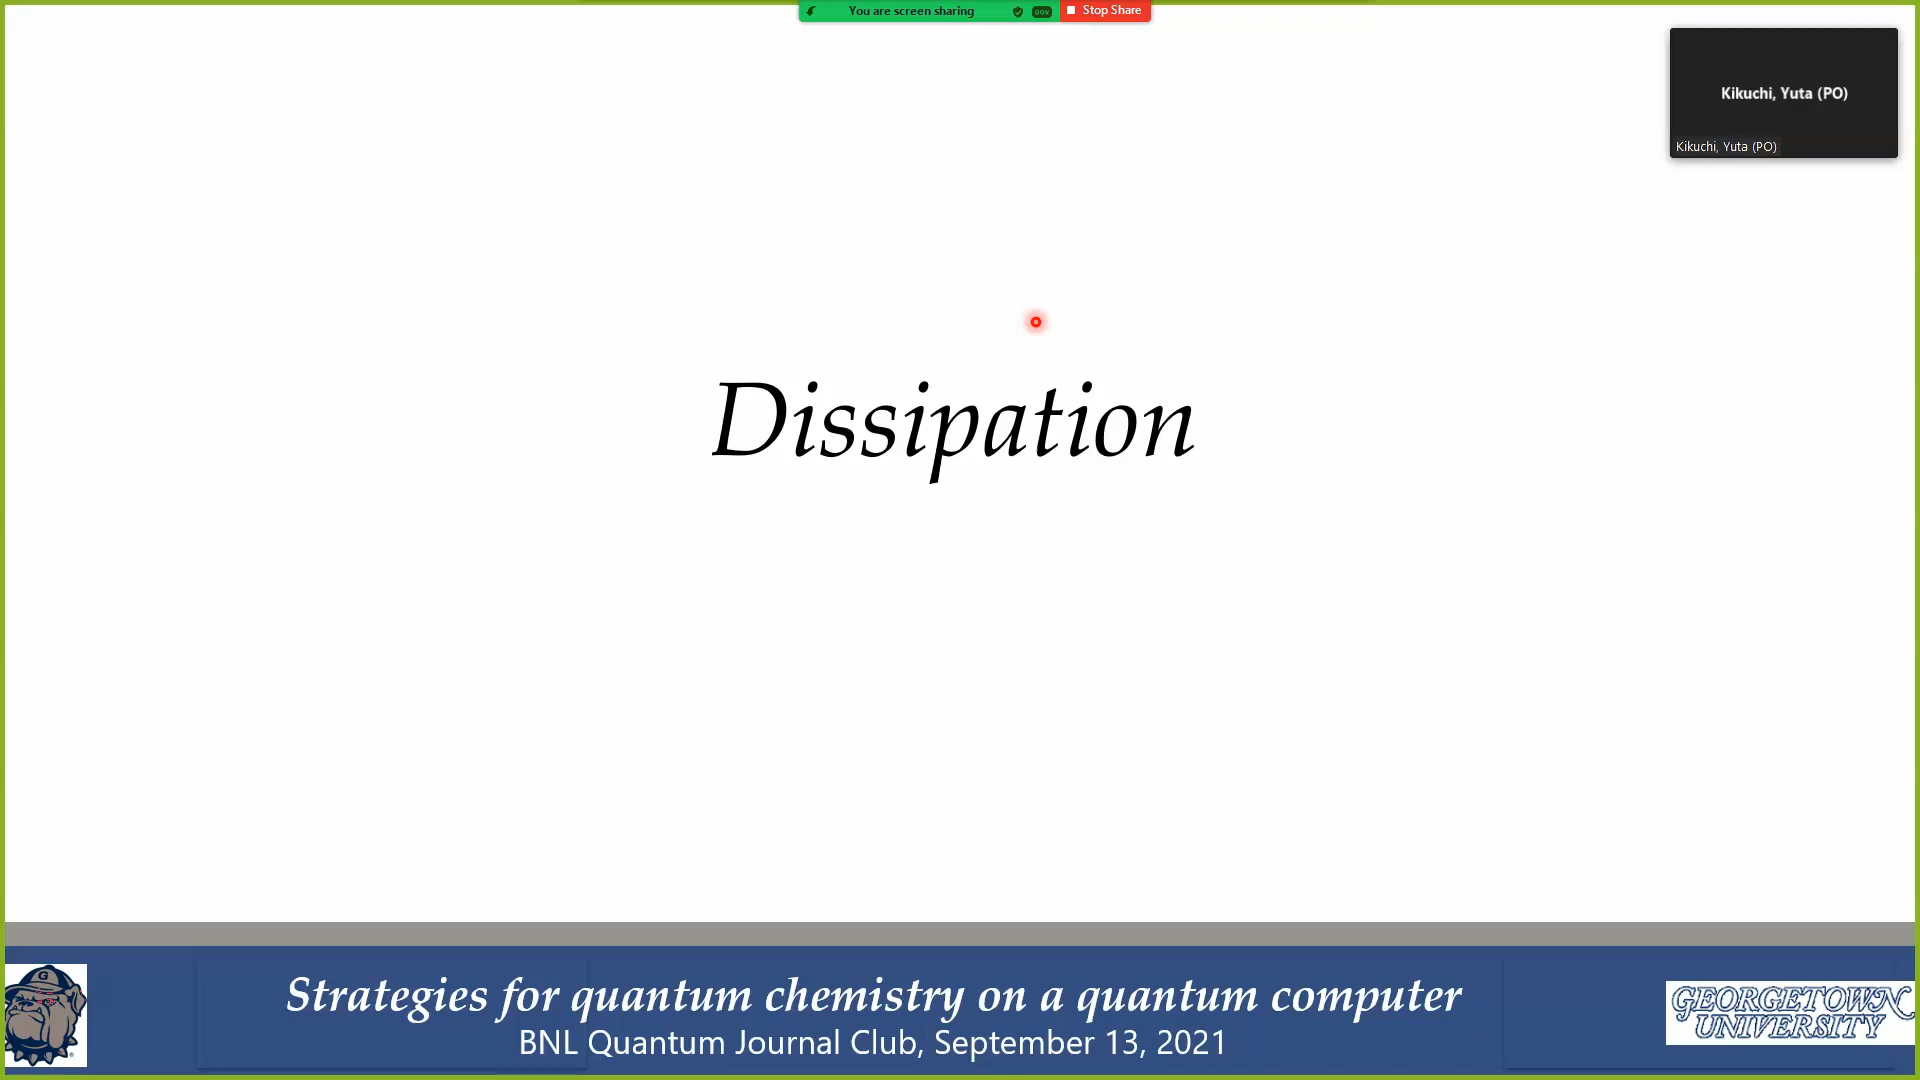 You are screen sharing
GOV
Stop Share
Kikuchi, Yuta (PO)
Kikuchi, Yuta (PO)
Dissipation
Strategies for quantum chemistry on a quantum computer
BNL Quantum Journal Club, September 13, 2021
G
GEORGETOWN
UNIVERSITY